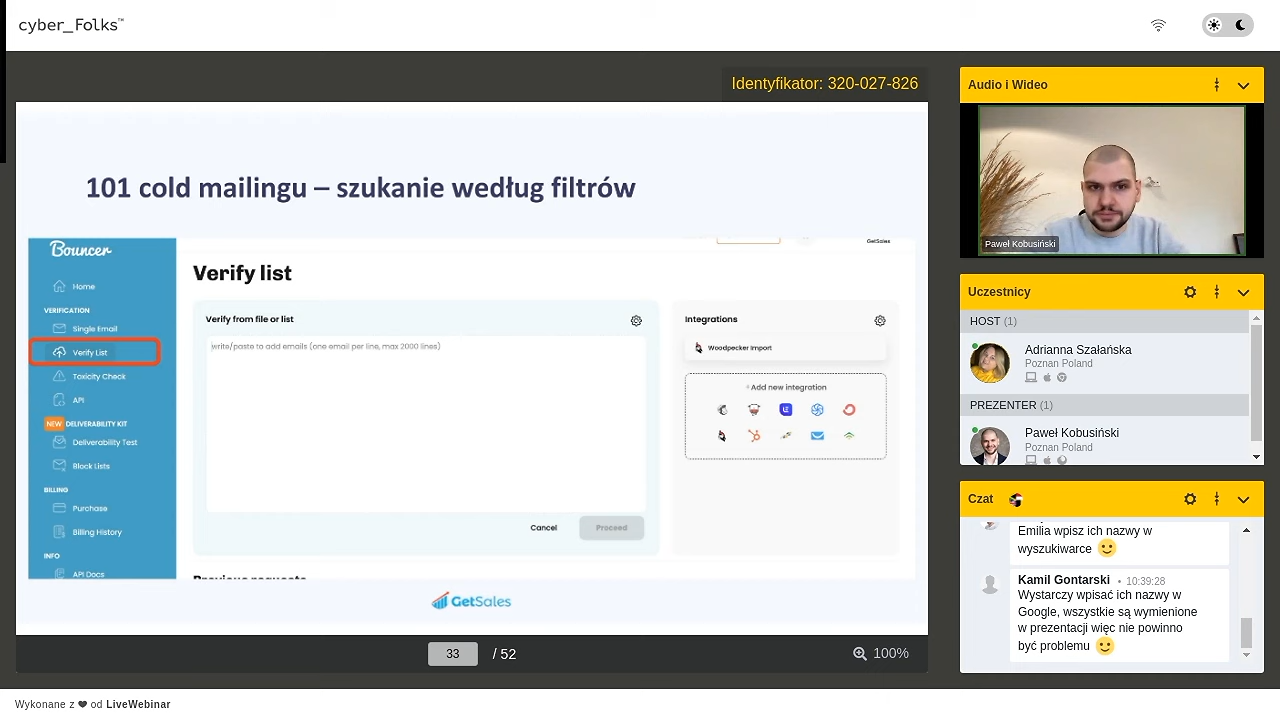 cyber_Folks™
Identyfikator: 320-027-826
101 cold mailingu – szukanie według filtrów
Bouncer
Home
VERIFICATION
Single Email
Verify List
Toxicity Check
API
NEW DELIVERABILITY KIT
Deliverability Test
Block Lists
BILLING
Purchase
Billing History
INFO
API Docs
GetSales
Verify list
Verify from file or list
write/paste to add emails (one email per line, max 2000 lines)
Cancel
Proceed
Previous requests
Integrations
Woodpecker Import
+Add new integration
GetSales
33 / 52
100%
Audio i Wideo
Paweł Kobusiński
Uczestnicy
HOST (1)
Adrianna Szałańska
Poznan Poland
PREZENTER (1)
Paweł Kobusiński
Poznan Poland
Czat
Emilia wpisz ich nazwy w
wyszukiwarce 🙂
Kamil Gontarski • 10:39:28
Wystarczy wpisać ich nazwy w
Google, wszystkie są wymienione
w prezentacji więc nie powinno
być problemu 🙂
Wykonane z ❤ od LiveWebinar